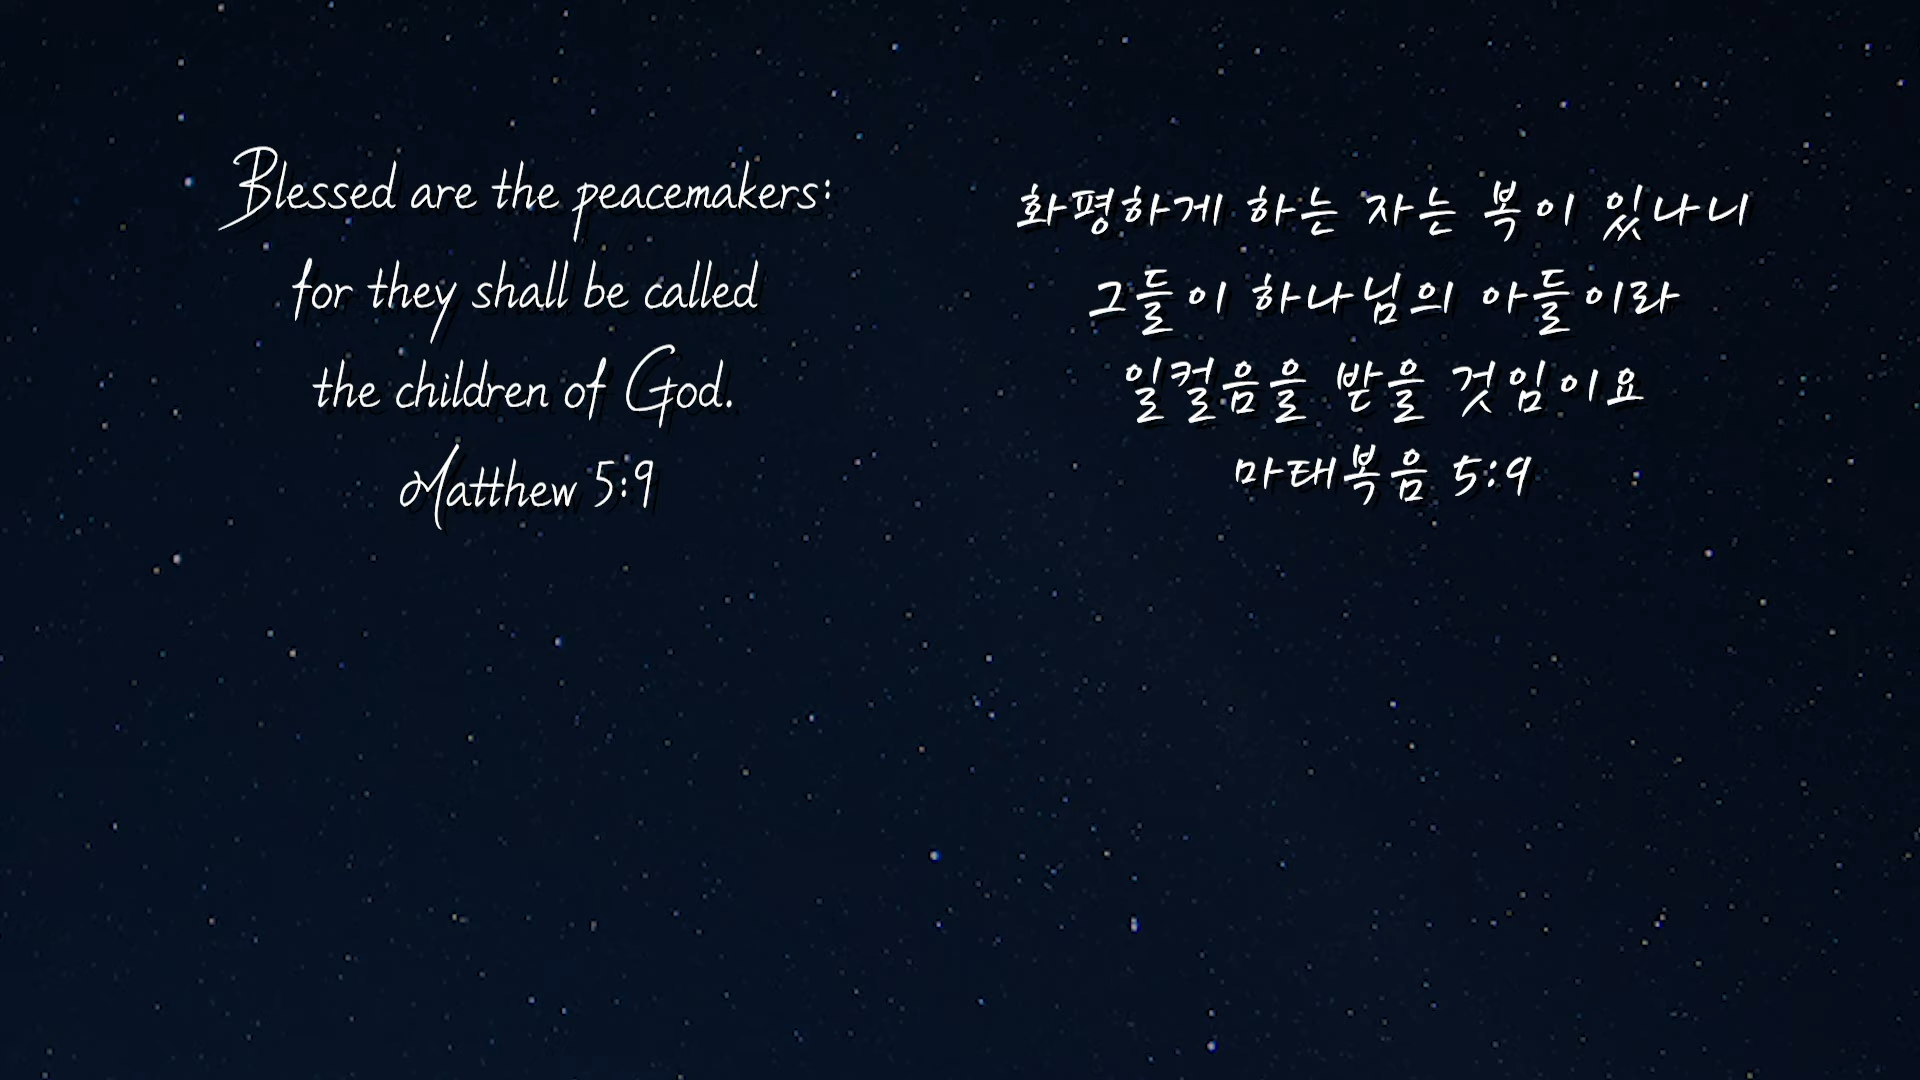 Blessed are the peacemakers:
for they shall be called
the children of God.
Matthew 5:9
화평하게 하는 자는 복이 있나니
그들이 하나님의 아들이라
일컬음을 받을 것임이요
마태복음 5:9